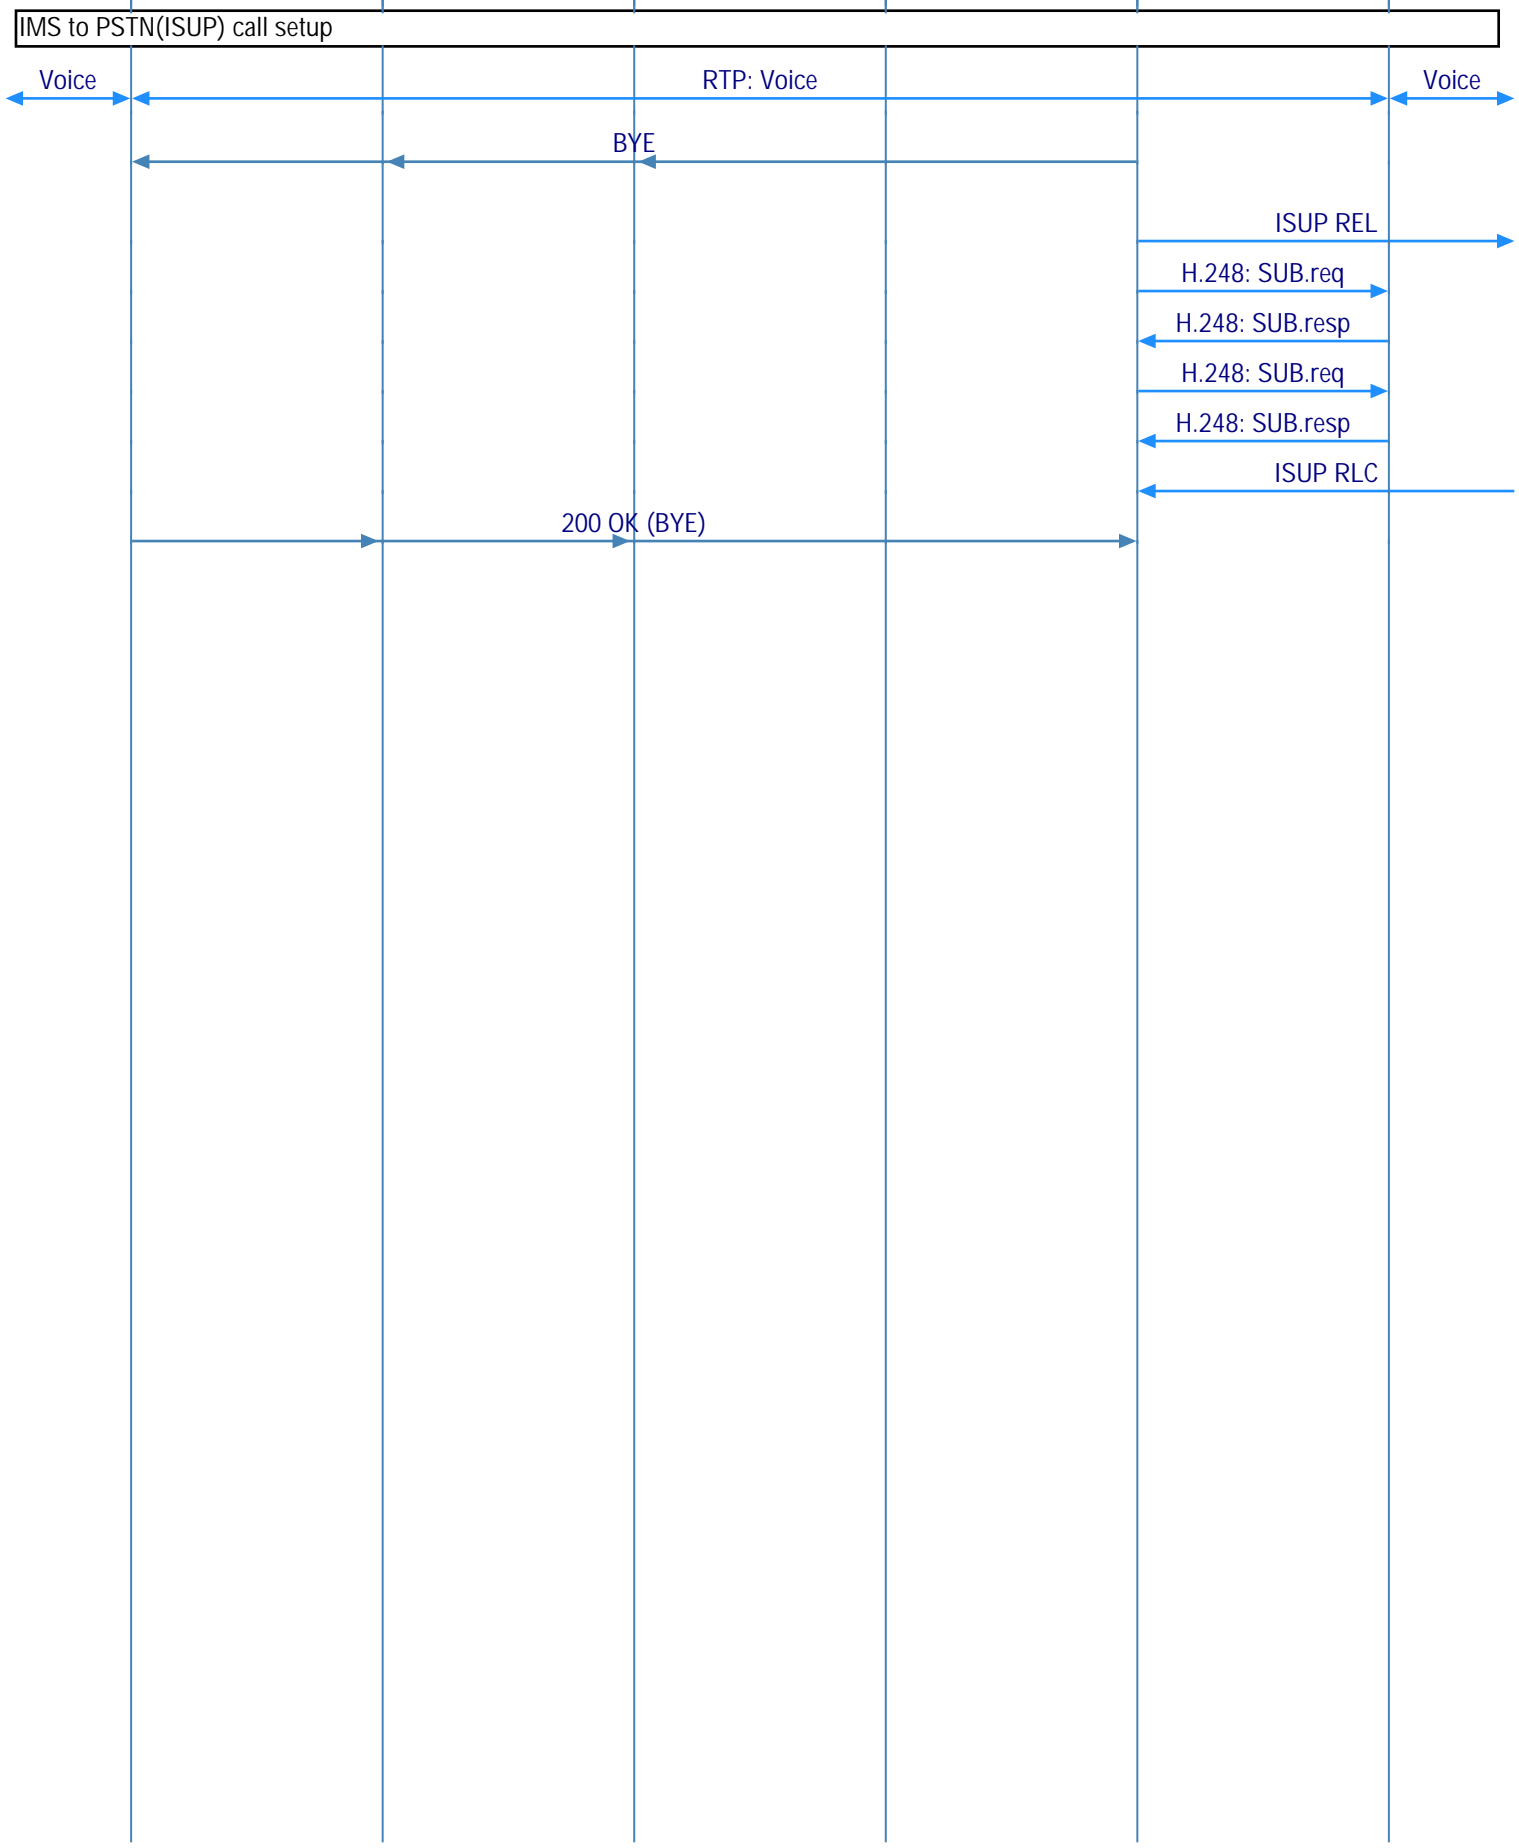 IMS to PSTN(ISUP) call setup
Voice
RTP: Voice
Voice
BYE
ISUP REL
H.248: SUB.req
H.248: SUB.resp
H.248: SUB.req
H.248: SUB.resp
ISUP RLC
200 OK (BYE)